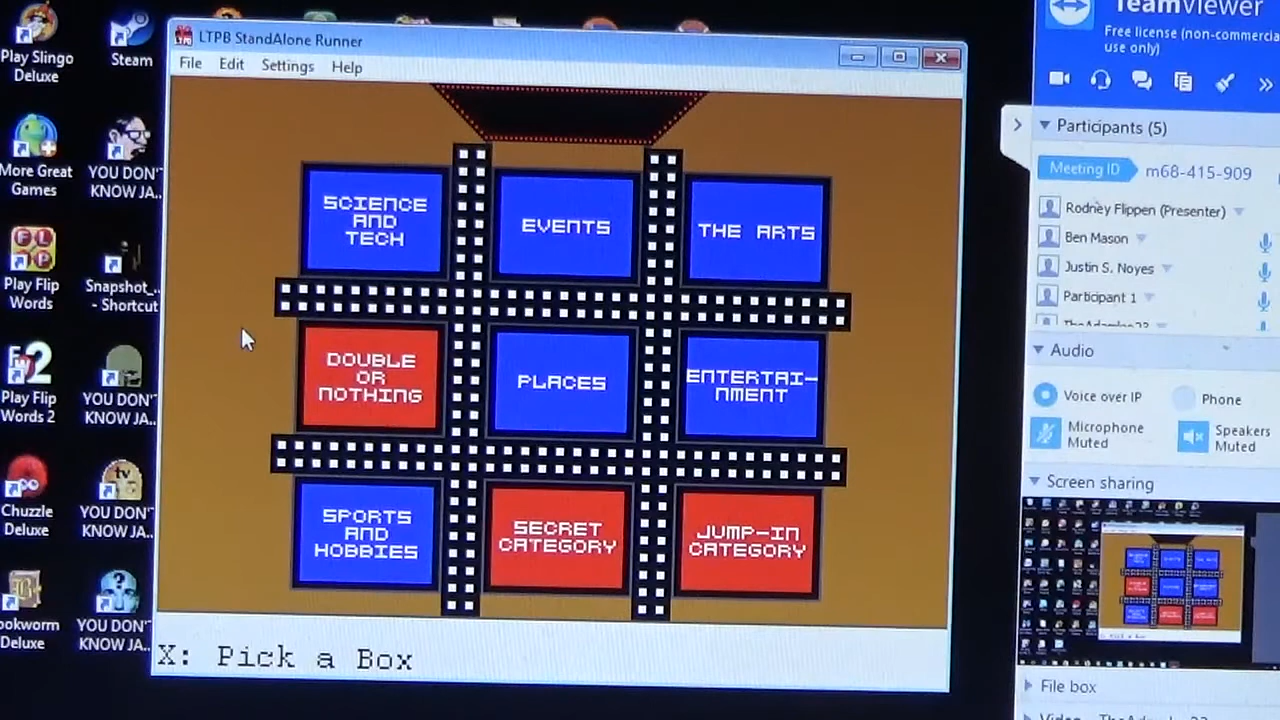 Play Slingo
Deluxe
Steam
More Great
Games
YOU DON'T
KNOW JA...
Play Flip
Words
Snapshot_...
- Shortcut
Play Flip
Words 2
YOU DON'T
KNOW JA...
Chuzzle
Deluxe
YOU DON'T
KNOW JA...
ookworm
Deluxe
YOU DON'T
KNOW JA...
LTPB StandAlone Runner
File Edit Settings Help
SCIENCE
AND
TECH
EVENTS
THE ARTS
DOUBLE
OR
NOTHING
PLACES
ENTERTAI-
NMENT
SPORTS
AND
HOBBIES
SECRET
CATEGORY
JUMP-IN
CATEGORY
X: Pick a Box
TeamViewer
Free license (non-commercia
use only)
Participants (5)
Meeting ID m68-415-909
Rodney Flippen (Presenter)
Ben Mason
Justin S. Noyes
Participant 1
Audio
Voice over IP
Phone
Microphone
Muted
Speakers
Muted
Screen sharing
File box